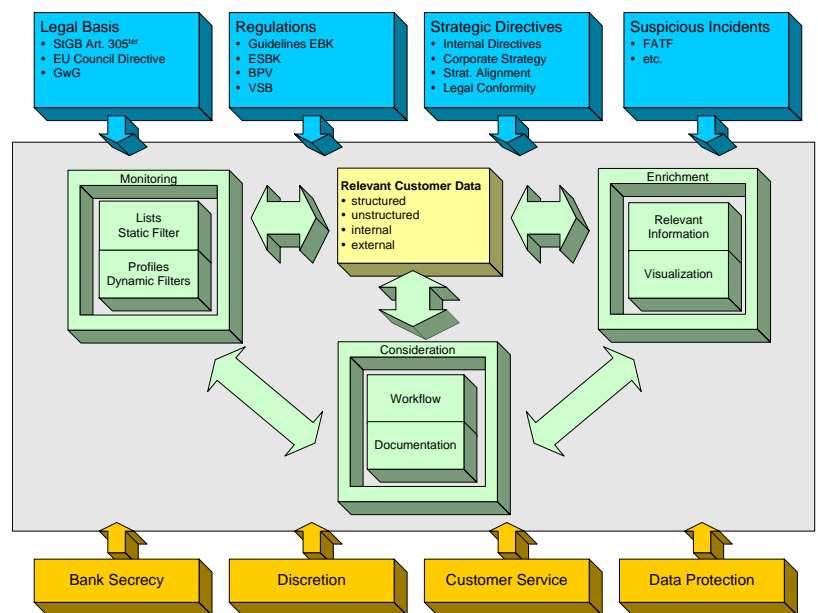 Legal Basis
• StGB Art. 305ter
• EU Council Directive
• GwG
Regulations
• Guidelines EBK
• ESBK
• BPV
• VSB
Strategic Directives
• Internal Directives
• Corporate Strategy
• Strat. Alignment
• Legal Conformity
Suspicious Incidents
• FATF
• etc.
Monitoring
Lists
Static Filter
Profiles
Dynamic Filters
Relevant Customer Data
• structured
• unstructured
• internal
• external
Enrichment
Relevant
Information
Visualization
Consideration
Workflow
Documentation
Bank Secrecy
Discretion
Customer Service
Data Protection